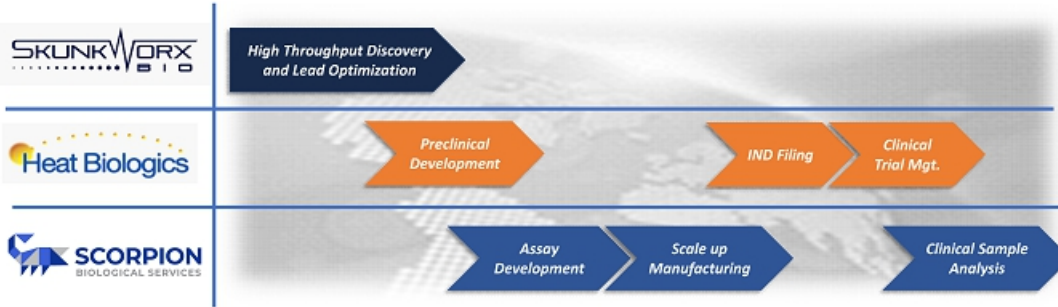 SKUNKWORX
BIO
High Throughput Discovery
and Lead Optimization
Heat Biologics
Preclinical
Development
IND Filing
Clinical
Trial Mgt.
SCORPION
BIOLOGICAL SERVICES
Assay
Development
Scale up
Manufacturing
Clinical Sample
Analysis